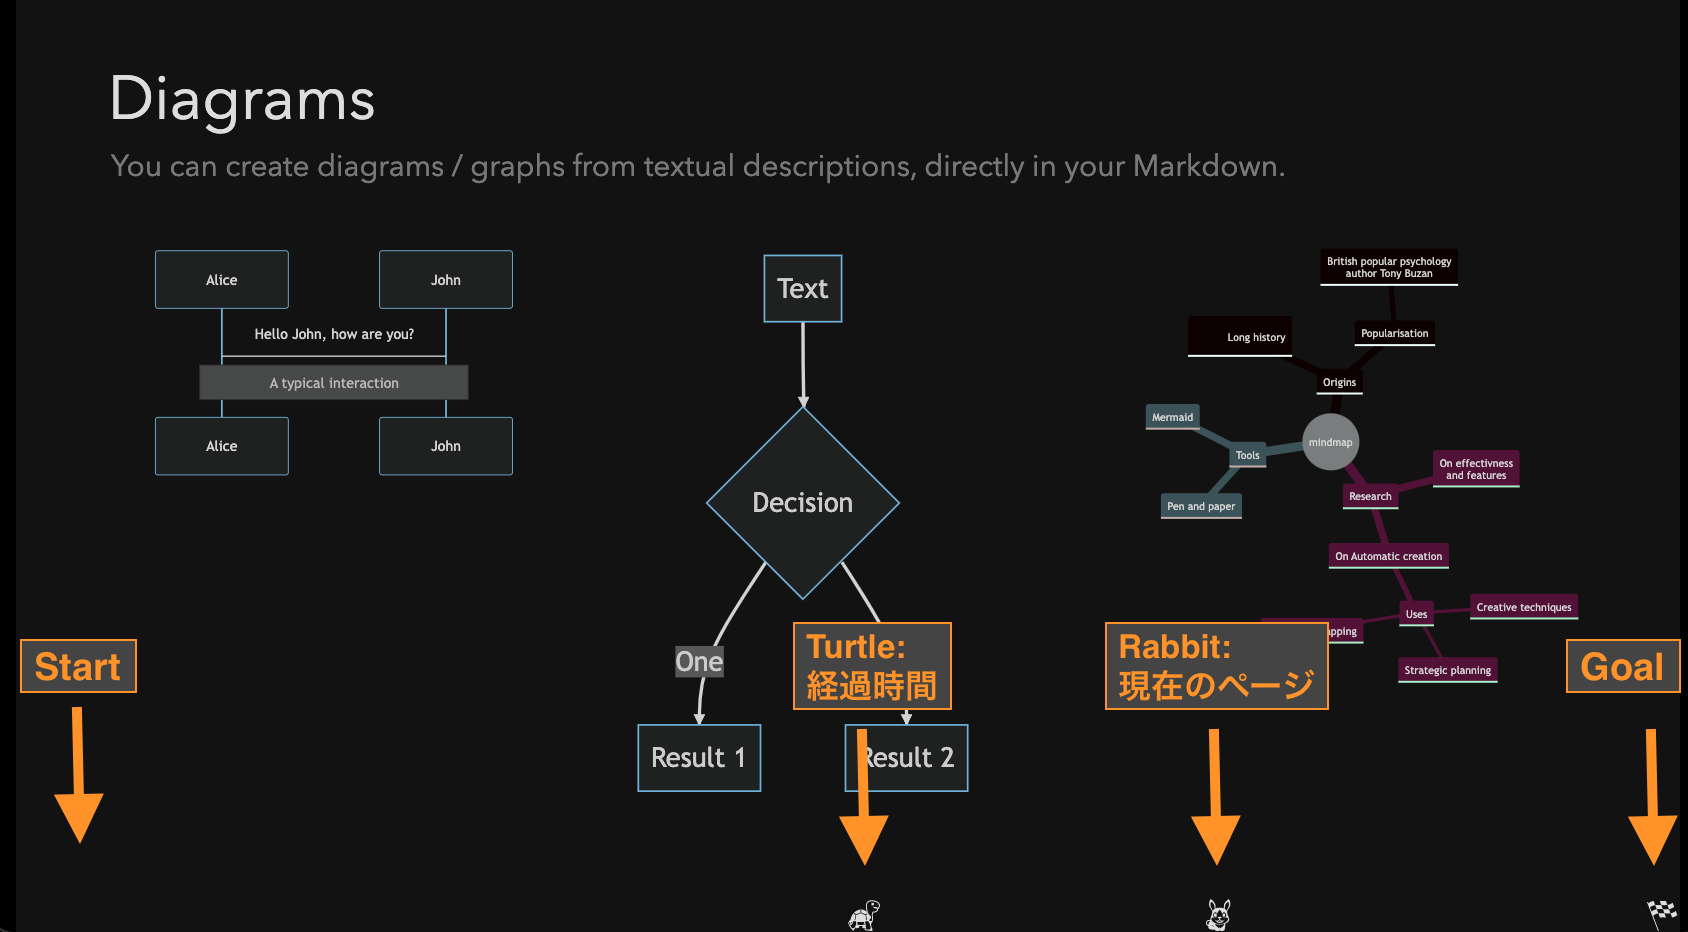 Diagrams
You can create diagrams / graphs from textual descriptions, directly in your Markdown.
Alice
John
Hello John, how are you?
A typical interaction
Alice
John
Text
Decision
One
Result 1
Result 2
British popular psychology
author Tony Buzan
Long history
Popularisation
Origins
Mermaid
mindmap
Tools
On effectivness
and features
Pen and paper
Research
On Automatic creation
Uses
Creative techniques
Strategic planning
Start
Turtle:
経過時間
Rabbit:
現在のページ
Goal